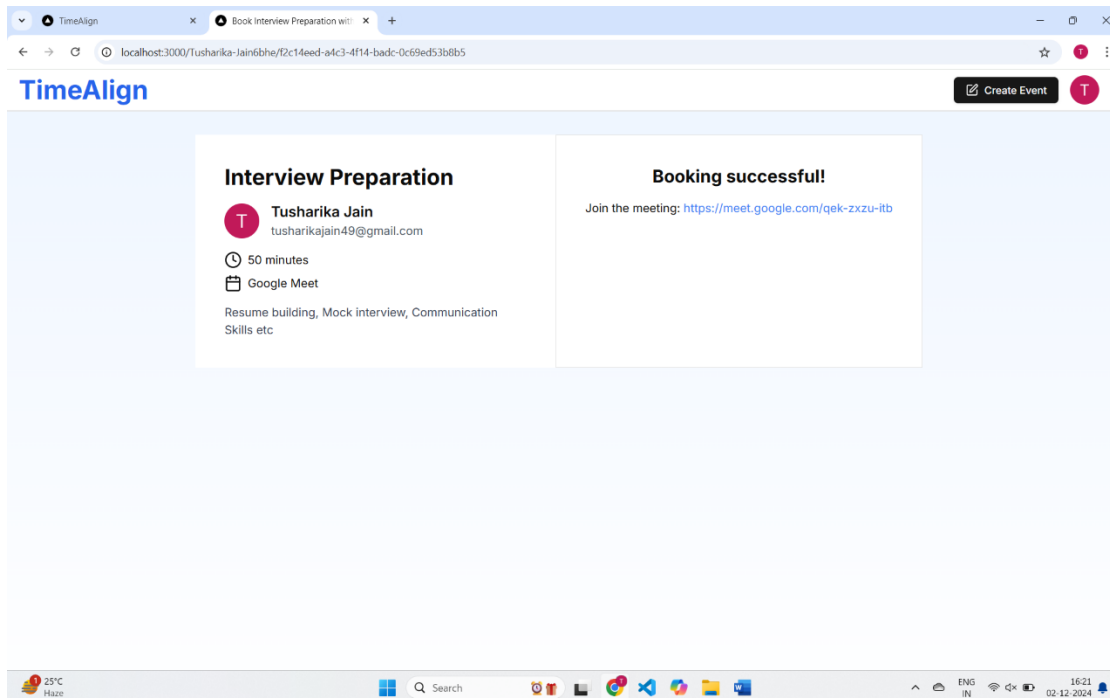 TimeAlign
Book Interview Preparation with
localhost:3000/Tusharika-Jain6bhe/f2c14eed-a4c3-4f14-badc-0c69ed53b8b5
T
TimeAlign
Create Event
T
Interview Preparation
T
Tusharika Jain
tusharikajain49@gmail.com
50 minutes
Google Meet
Resume building, Mock interview, Communication
Skills etc
Booking successful!
Join the meeting: https://meet.google.com/qek-zxzu-itb
1
25°C
Haze
Search
T
W
ENG
IN
16:21
02-12-2024